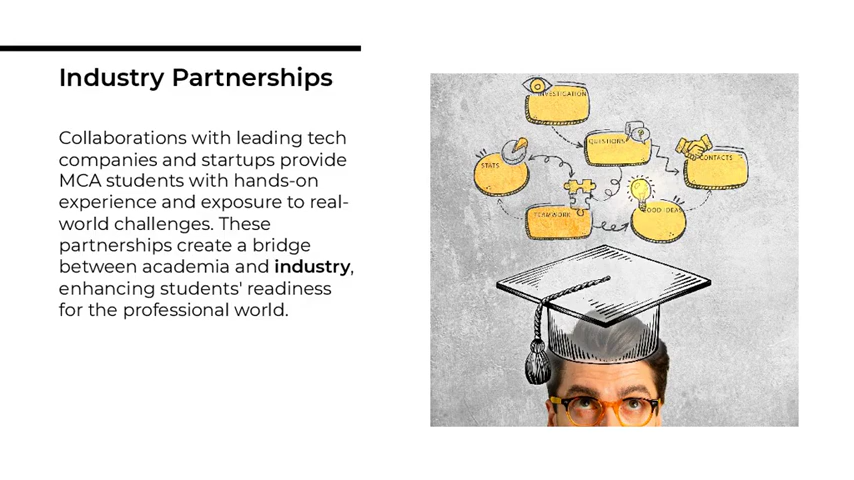 Industry Partnerships
Collaborations with leading tech
companies and startups provide
MCA students with hands-on
experience and exposure to real-
world challenges. These
partnerships create a bridge
between academia and industry,
enhancing students' readiness
for the professional world.
INVESTIGATION
QUESTIONS
CONTACTS
STATS
TEAMWORK
GOOD IDEAS